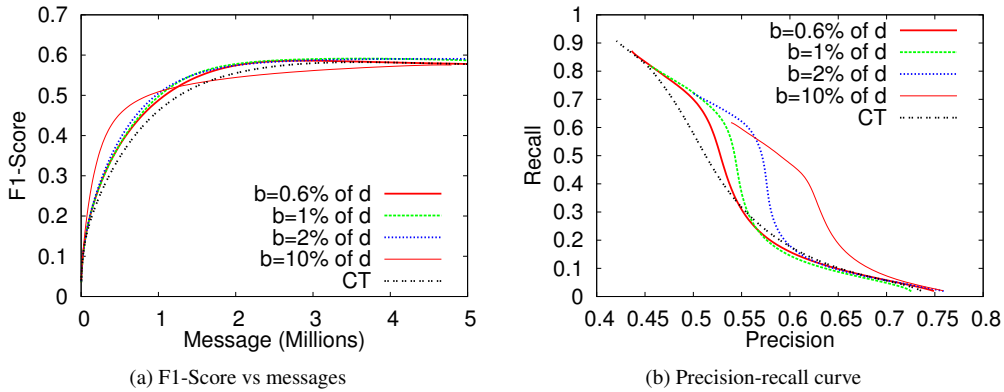 F1-Score
0.7
0.6
0.5
0.4
0.3
0.2
0.1
0
b=0.6% of d
b=1% of d
b=2% of d
b=10% of d
CT
0 1 2 3 4 5
Message (Millions)
(a) F1-Score vs messages
Recall
1
0.9
0.8
0.7
0.6
0.5
0.4
0.3
0.2
0.1
0
b=0.6% of d
b=1% of d
b=2% of d
b=10% of d
CT
0.4 0.45 0.5 0.55 0.6 0.65 0.7 0.75 0.8
Precision
(b) Precision-recall curve